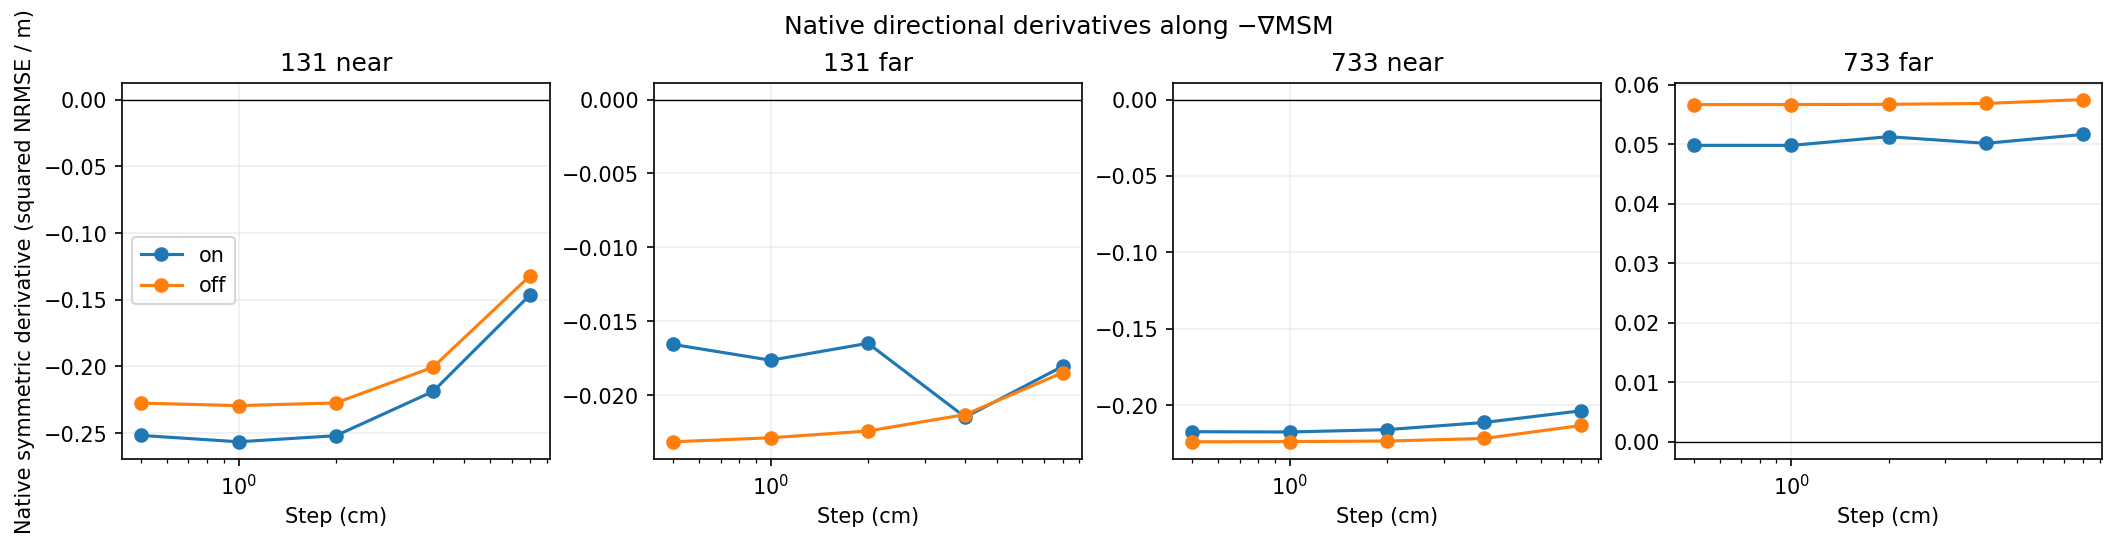 Native directional derivatives along −∇MSM
Native symmetric derivative (squared NRMSE / m)
131 near
0.00
−0.05
−0.10
−0.15
−0.20
−0.25
on
off
10⁰
Step (cm)
131 far
0.000
−0.005
−0.010
−0.015
−0.020
10⁰
Step (cm)
733 near
0.00
−0.05
−0.10
−0.15
−0.20
10⁰
Step (cm)
733 far
0.06
0.05
0.04
0.03
0.02
0.01
0.00
10⁰
Step (cm)